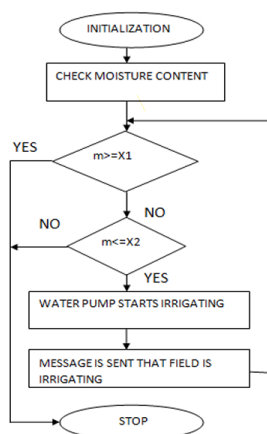 INITIALIZATION
CHECK MOISTURE CONTENT
YES
m>=X1
NO
NO
m<=X2
YES
WATER PUMP STARTS IRRIGATING
MESSAGE IS SENT THAT FIELD IS
IRRIGATING
STOP